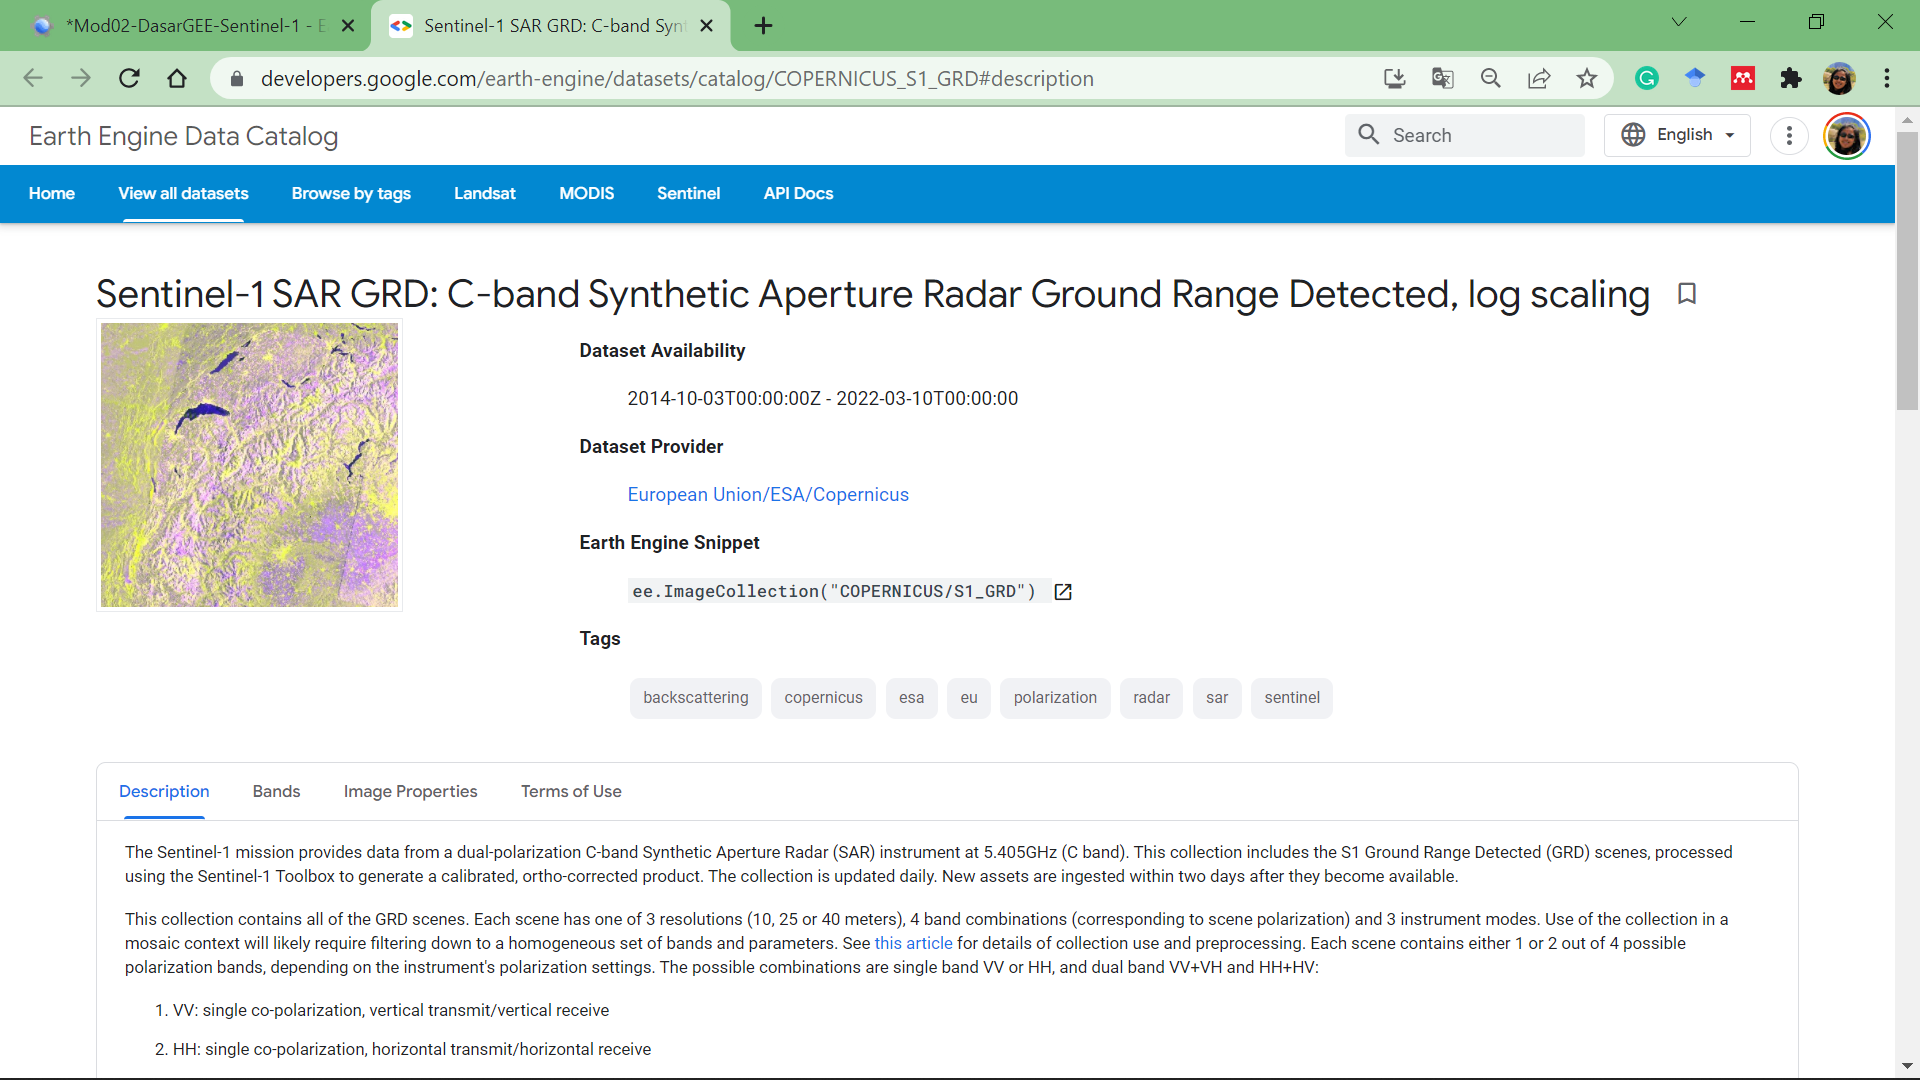 *Mod02-DasarGEE-Sentinel-1 - E
Sentinel-1 SAR GRD: C-band Synt
developers.google.com/earth-engine/datasets/catalog/COPERNICUS_S1_GRD#description
Earth Engine Data Catalog
Search
English
Home
View all datasets
Browse by tags
Landsat
MODIS
Sentinel
API Docs
Sentinel-1 SAR GRD: C-band Synthetic Aperture Radar Ground Range Detected, log scaling
Dataset Availability
2014-10-03T00:00:00Z - 2022-03-10T00:00:00
Dataset Provider
European Union/ESA/Copernicus
Earth Engine Snippet
ee.ImageCollection("COPERNICUS/S1_GRD")
Tags
backscattering
copernicus
esa
eu
polarization
radar
sar
sentinel
Description
Bands
Image Properties
Terms of Use
The Sentinel-1 mission provides data from a dual-polarization C-band Synthetic Aperture Radar (SAR) instrument at 5.405GHz (C band). This collection includes the S1 Ground Range Detected (GRD) scenes, processed
using the Sentinel-1 Toolbox to generate a calibrated, ortho-corrected product. The collection is updated daily. New assets are ingested within two days after they become available.
This collection contains all of the GRD scenes. Each scene has one of 3 resolutions (10, 25 or 40 meters), 4 band combinations (corresponding to scene polarization) and 3 instrument modes. Use of the collection in a
mosaic context will likely require filtering down to a homogeneous set of bands and parameters. See this article for details of collection use and preprocessing. Each scene contains either 1 or 2 out of 4 possible
polarization bands, depending on the instrument's polarization settings. The possible combinations are single band VV or HH, and dual band VV+VH and HH+HV:
1. VV: single co-polarization, vertical transmit/vertical receive
2. HH: single co-polarization, horizontal transmit/horizontal receive